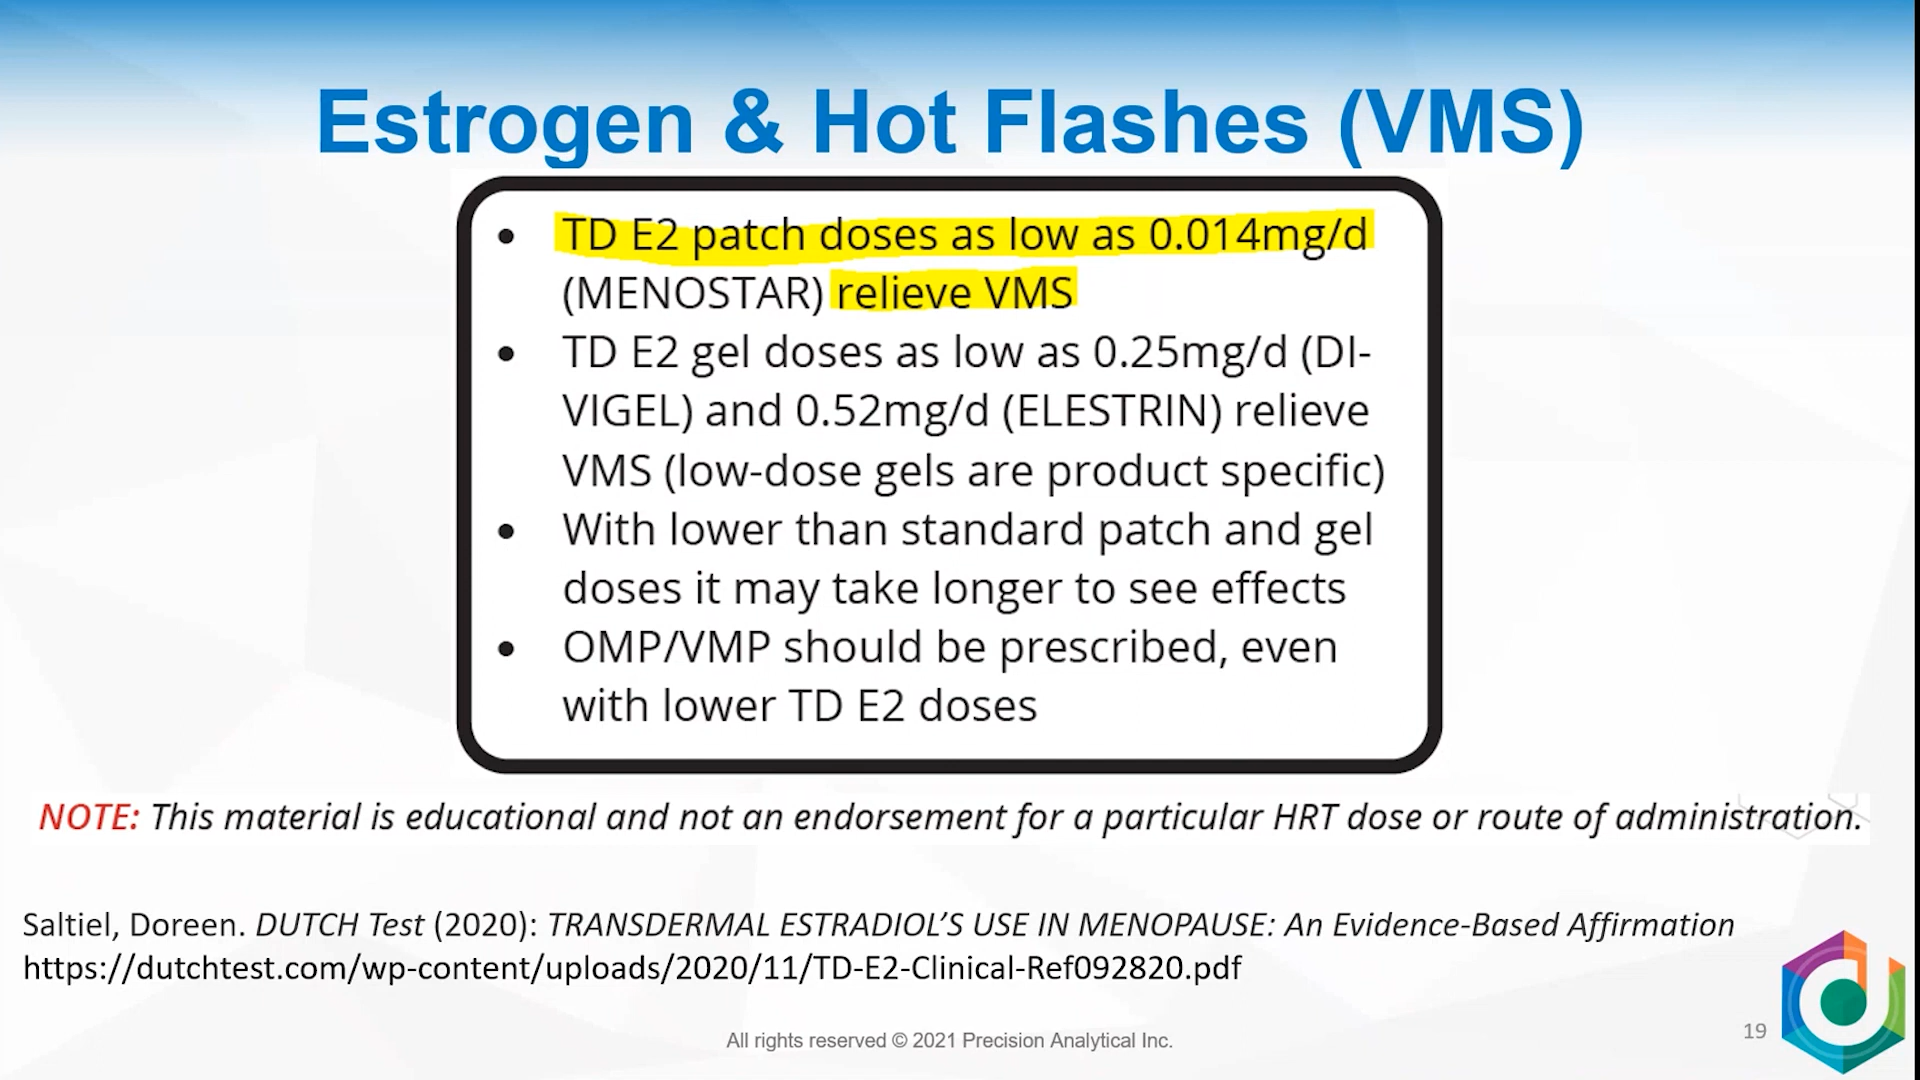 Estrogen & Hot Flashes (VMS)
• TD E2 patch doses as low as 0.014mg/d
(MENOSTAR) relieve VMS
• TD E2 gel doses as low as 0.25mg/d (DI-
VIGEL) and 0.52mg/d (ELESTRIN) relieve
VMS (low-dose gels are product specific)
• With lower than standard patch and gel
doses it may take longer to see effects
• OMP/VMP should be prescribed, even
with lower TD E2 doses
NOTE: This material is educational and not an endorsement for a particular HRT dose or route of administration.
Saltiel, Doreen. DUTCH Test (2020): TRANSDERMAL ESTRADIOL’S USE IN MENOPAUSE: An Evidence-Based Affirmation
https://dutchtest.com/wp-content/uploads/2020/11/TD-E2-Clinical-Ref092820.pdf
All rights reserved © 2021 Precision Analytical Inc.
19